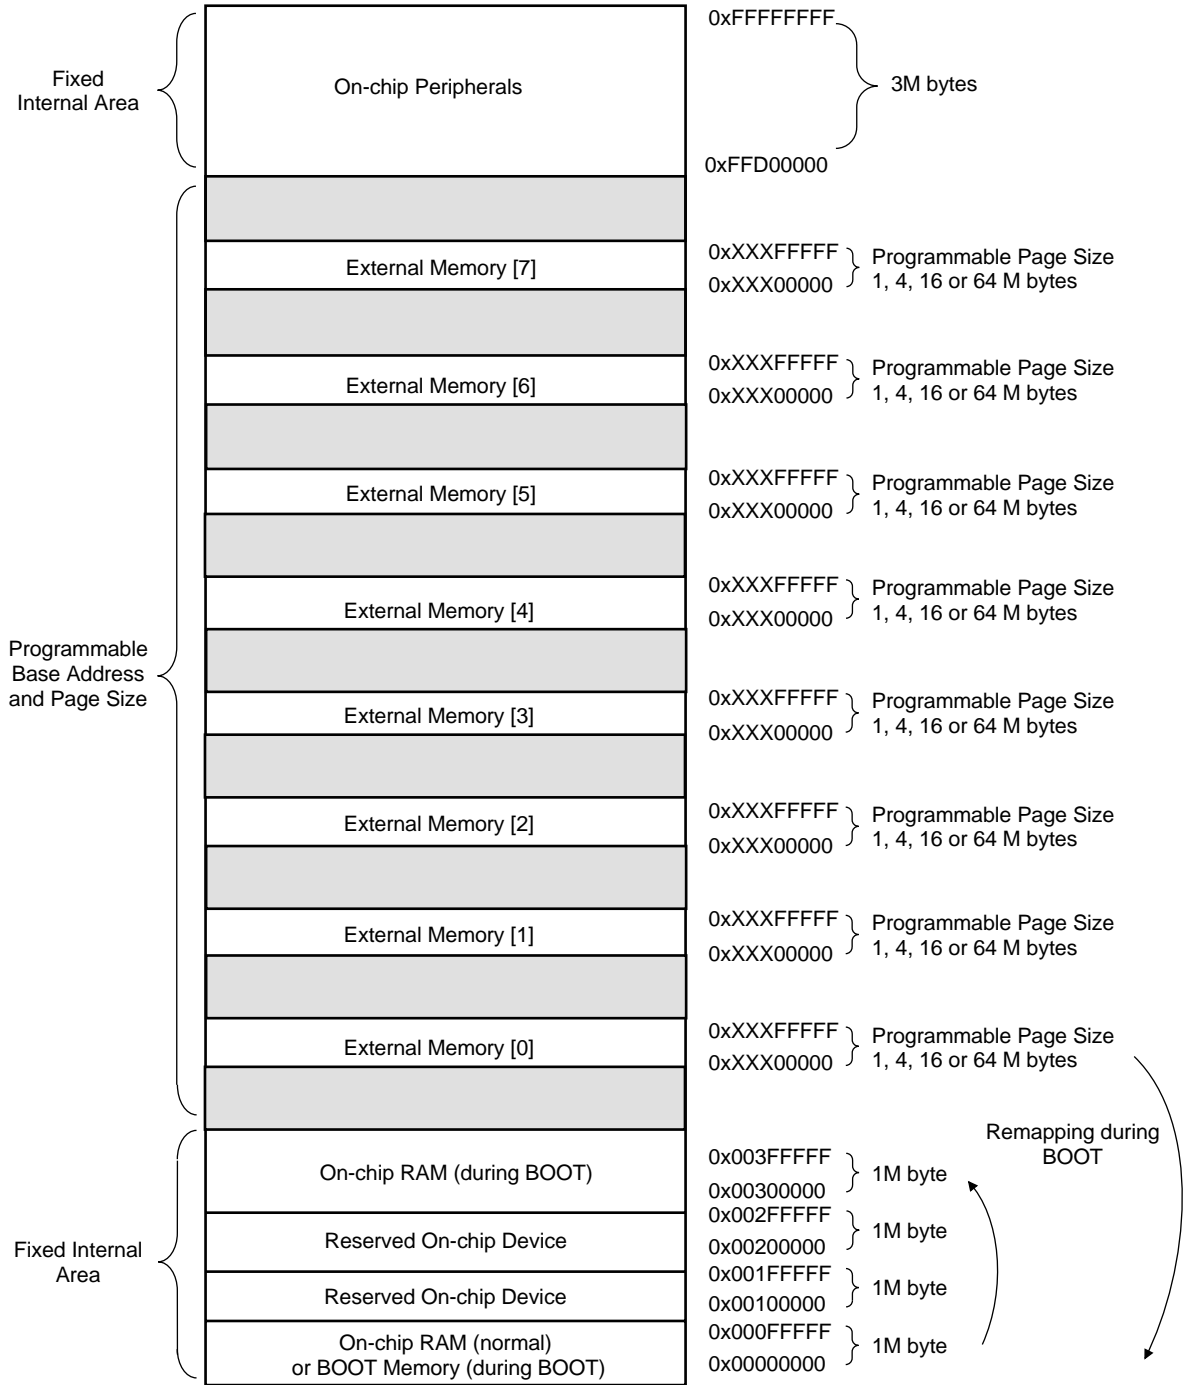 0xFFFFFFFF
Fixed
Internal Area
On-chip Peripherals
3M bytes
0xFFD00000
External Memory [7]
0xXXXFFFFF
0xXXX00000
Programmable Page Size
1, 4, 16 or 64 M bytes
External Memory [6]
0xXXXFFFFF
0xXXX00000
Programmable Page Size
1, 4, 16 or 64 M bytes
External Memory [5]
0xXXXFFFFF
0xXXX00000
Programmable Page Size
1, 4, 16 or 64 M bytes
External Memory [4]
0xXXXFFFFF
0xXXX00000
Programmable Page Size
1, 4, 16 or 64 M bytes
Programmable
Base Address
and Page Size
External Memory [3]
0xXXXFFFFF
0xXXX00000
Programmable Page Size
1, 4, 16 or 64 M bytes
External Memory [2]
0xXXXFFFFF
0xXXX00000
Programmable Page Size
1, 4, 16 or 64 M bytes
External Memory [1]
0xXXXFFFFF
0xXXX00000
Programmable Page Size
1, 4, 16 or 64 M bytes
External Memory [0]
0xXXXFFFFF
0xXXX00000
Programmable Page Size
1, 4, 16 or 64 M bytes
Remapping during
BOOT
On-chip RAM (during BOOT)
0x003FFFFF
0x00300000
1M byte
Fixed Internal
Area
Reserved On-chip Device
0x002FFFFF
0x00200000
1M byte
Reserved On-chip Device
0x001FFFFF
0x00100000
1M byte
On-chip RAM (normal)
or BOOT Memory (during BOOT)
0x000FFFFF
0x00000000
1M byte